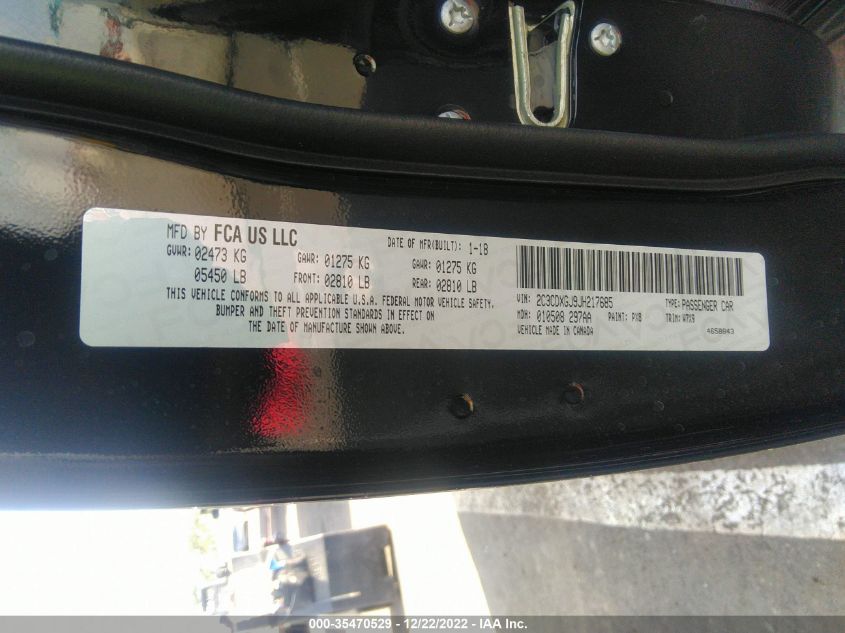 MFD BY FCA US LLC
DATE OF MFR(BUILT): 1-18
GVWR: 02473 KG
GAWR: 01275 KG
GAWR: 01275 KG
05450 LB
FRONT: 02810 LB
REAR: 02810 LB
THIS VEHICLE CONFORMS TO ALL APPLICABLE U.S.A. FEDERAL MOTOR VEHICLE SAFETY,
BUMPER AND THEFT PREVENTION STANDARDS IN EFFECT ON
THE DATE OF MANUFACTURE SHOWN ABOVE.
VIN: 2C3CDXGJ9JH217685
TYPE: PASSENGER CAR
MDH: 010508 297AA
PAINT: PX8
TRIM: W7X9
VEHICLE MADE IN CANADA
4658843
000-35470529 - 12/22/2022 - IAA Inc.